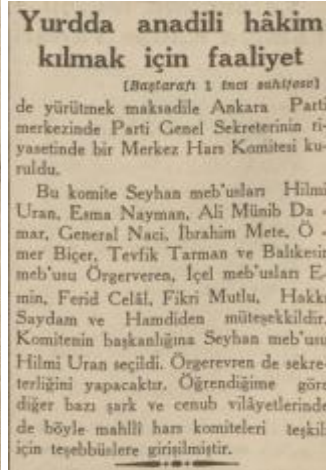 Yurdda anadili hâkim
kılmak için faaliyet
[Baştarafı 1 inci sahifede]
de yürütmek maksadile Ankara Parti
merkezinde Parti Genel Sekreterinin ri-
yasetinde bir Merkez Hars Komitesi ku-
ruldu.
Bu komite Seyhan meb'usları Hilmi
Uran, Esma Nayman, Ali Münib Da -
mar, General Naci, İbrahim Mete, Ö -
mer Biçer, Tevfik Tarman ve Balıkesir
meb'usu Örgerveren, İçel meb'usları E-
min, Ferid Celâl, Fikri Mutlu, Hakkı
Saydam ve Hamdiden müteşekkildir.
Komitenin başkanlığına Seyhan meb'usu
Hilmi Uran seçildi. Örgerevren de sekre-
terliğini yapacaktır. Öğrendiğime göre
diğer bazı şark ve cenub vilâyetlerinde
de böyle mahllî hars komiteleri teşkili
için teşebbüslere girişilmiştir.